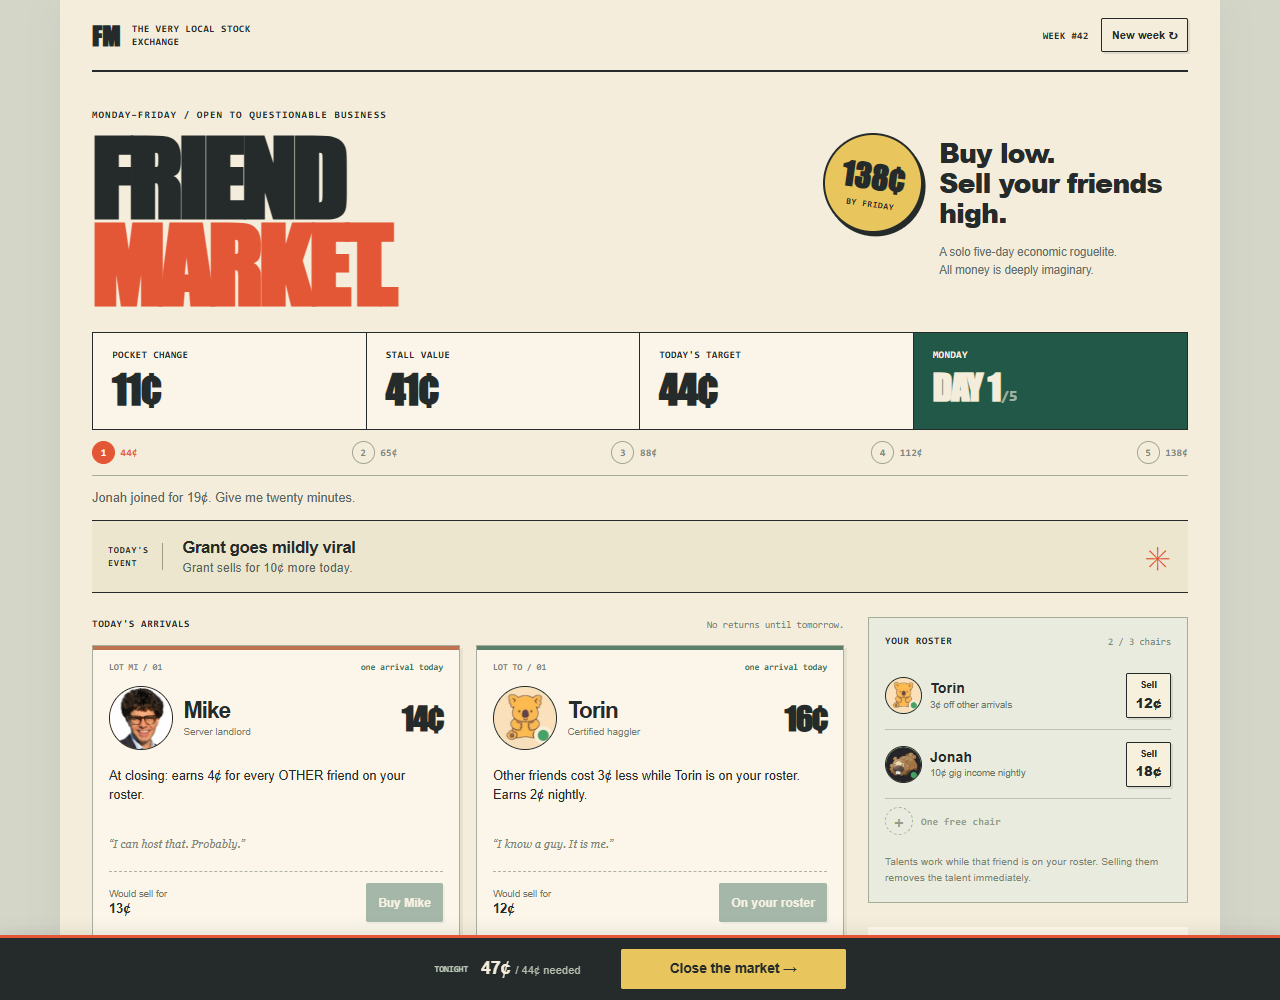 FM
THE VERY LOCAL STOCK
EXCHANGE
WEEK #42
New week ↻
MONDAY–FRIDAY / OPEN TO QUESTIONABLE BUSINESS
FRIEND
MARKET.
138¢
BY FRIDAY
Buy low.
Sell your friends
high.
A solo five-day economic roguelite.
All money is deeply imaginary.
POCKET CHANGE
11¢
STALL VALUE
41¢
TODAY'S TARGET
44¢
MONDAY
DAY 1/5
1 44¢
2 65¢
3 88¢
4 112¢
5 138¢
Jonah joined for 19¢. Give me twenty minutes.
TODAY'S
EVENT
Grant goes mildly viral
Grant sells for 10¢ more today.
TODAY'S ARRIVALS
No returns until tomorrow.
LOT MI / 01
one arrival today
Mike
Server landlord
14¢
At closing: earns 4¢ for every OTHER friend on your
roster.
“I can host that. Probably.”
Would sell for
13¢
Buy Mike
LOT TO / 01
one arrival today
Torin
Certified haggler
16¢
Other friends cost 3¢ less while Torin is on your roster.
Earns 2¢ nightly.
“I know a guy. It is me.”
Would sell for
12¢
On your roster
YOUR ROSTER
2 / 3 chairs
Torin
3¢ off other arrivals
Sell
12¢
Jonah
10¢ gig income nightly
Sell
18¢
+ One free chair
Talents work while that friend is on your roster. Selling them
removes the talent immediately.
TONIGHT 47¢ / 44¢ needed
Close the market →